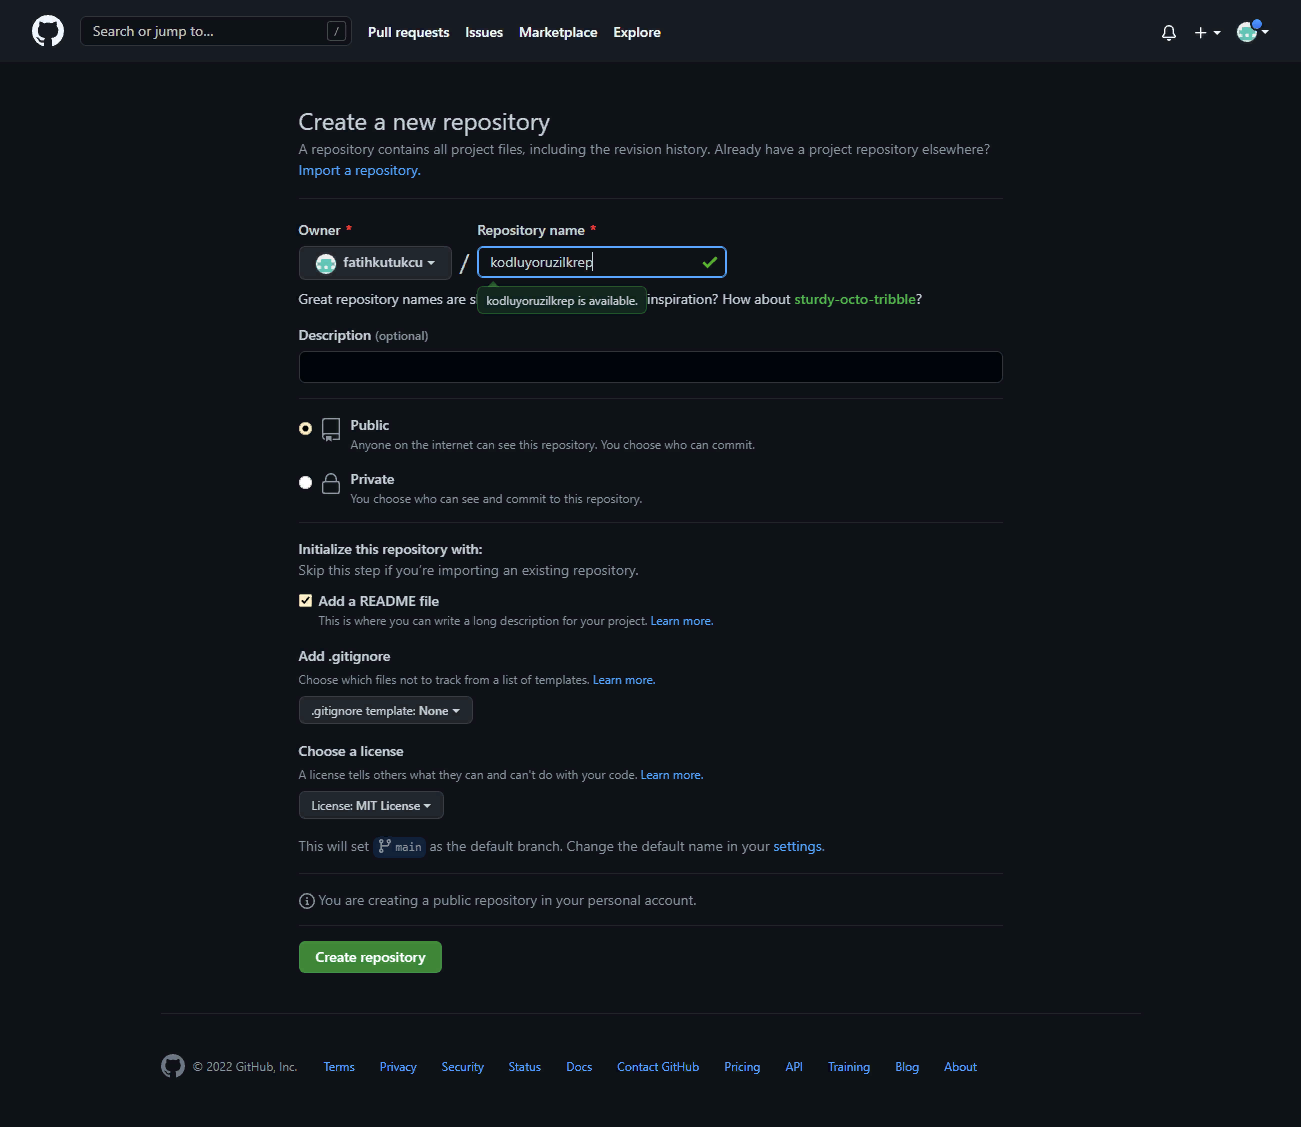 Search or jump to... / Pull requests Issues Marketplace Explore
Create a new repository
A repository contains all project files, including the revision history. Already have a project repository elsewhere?
Import a repository.
Owner * Repository name *
fatihkutukcu / kodluyoruzilkrep
Great repository names are s kodluyoruzilkrep is available. inspiration? How about sturdy-octo-tribble?
Description (optional)
Public
Anyone on the internet can see this repository. You choose who can commit.
Private
You choose who can see and commit to this repository.
Initialize this repository with:
Skip this step if you're importing an existing repository.
Add a README file
This is where you can write a long description for your project. Learn more.
Add .gitignore
Choose which files not to track from a list of templates. Learn more.
.gitignore template: None
Choose a license
A license tells others what they can and can't do with your code. Learn more.
License: MIT License
This will set main as the default branch. Change the default name in your settings.
You are creating a public repository in your personal account.
Create repository
© 2022 GitHub, Inc. Terms Privacy Security Status Docs Contact GitHub Pricing API Training Blog About